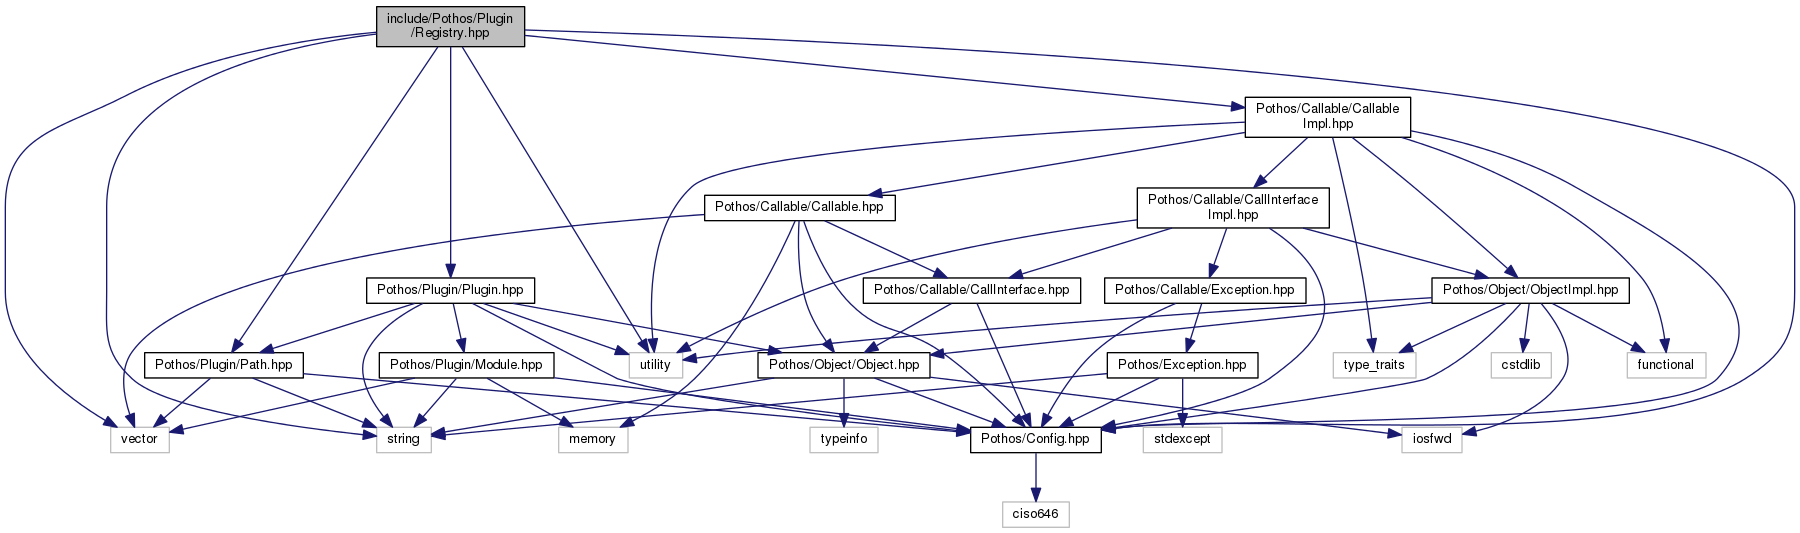 include/Pothos/Plugin
/Registry.hpp
Pothos/Callable/Callable
Impl.hpp
Pothos/Callable/Callable.hpp
Pothos/Callable/CallInterface
Impl.hpp
Pothos/Plugin/Plugin.hpp
Pothos/Callable/CallInterface.hpp
Pothos/Callable/Exception.hpp
Pothos/Object/ObjectImpl.hpp
Pothos/Plugin/Path.hpp
Pothos/Plugin/Module.hpp
utility
Pothos/Object/Object.hpp
Pothos/Exception.hpp
type_traits
cstdlib
functional
vector
string
memory
typeinfo
Pothos/Config.hpp
stdexcept
iosfwd
ciso646